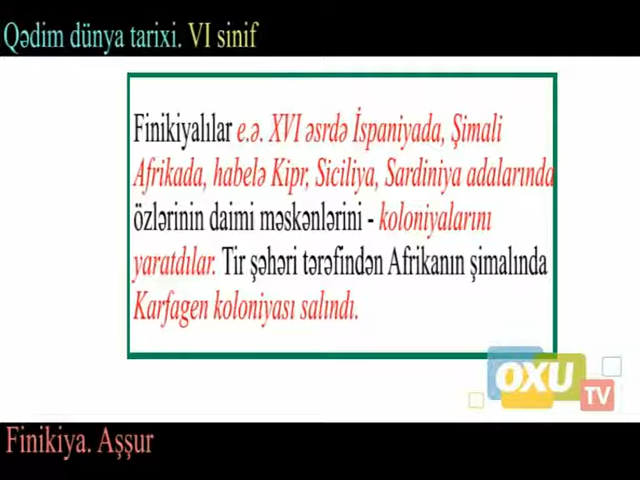 Qədim dünya tarixi. VI sinif
Finikiyalılar e.ə. XVI əsrdə İspaniyada, Şimali
Afrikada, habelə Kipr, Siciliya, Sardiniya adalarında
özlərinin daimi məskənlərini - koloniyalarını
yaratdılar. Tir şəhəri tərəfindən Afrikanın şimalında
Karfagen koloniyası salındı.
OXU
TV
Finikiya. Aşşur